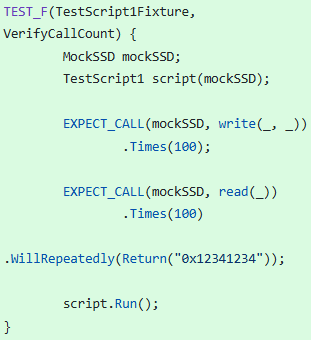 TEST_F(TestScript1Fixture,
VerifyCallCount) {
MockSSD mockSSD;
TestScript1 script(mockSSD);
EXPECT_CALL(mockSSD, write(_, _))
.Times(100);
EXPECT_CALL(mockSSD, read(_))
.Times(100)
.WillRepeatedly(Return("0x12341234"));
script.Run();
}